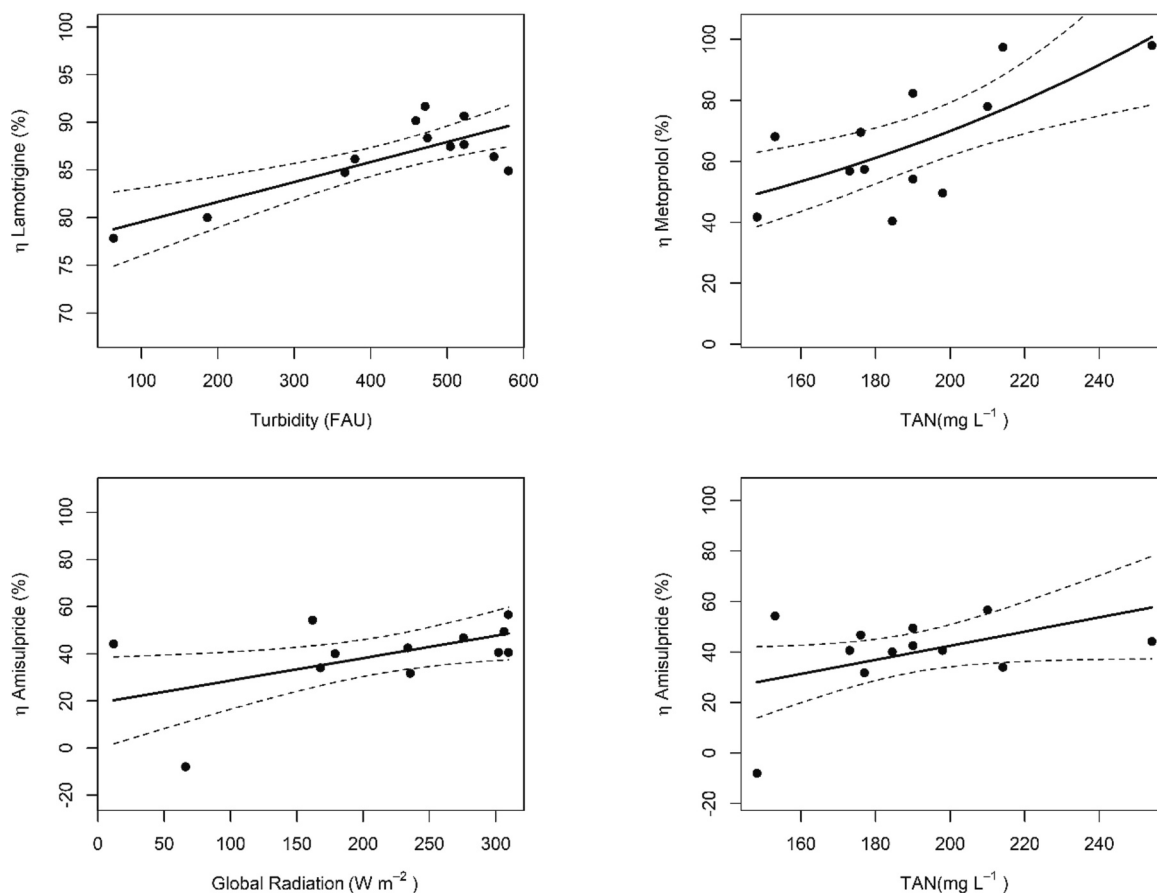 η Lamotrigine (%)
100
95
90
85
80
75
70
100 200 300 400 500 600
Turbidity (FAU)
η Metoprolol (%)
100
80
60
40
20
0
160 180 200 220 240
TAN(mg L⁻¹ )
η Amisulpride (%)
100
80
60
40
20
0
-20
0 50 100 150 200 250 300
Global Radiation (W m⁻² )
η Amisulpride (%)
100
80
60
40
20
0
-20
160 180 200 220 240
TAN(mg L⁻¹ )